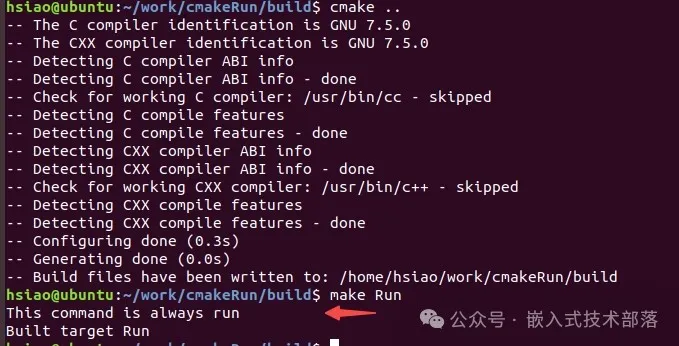 hsiao@ubuntu:~/work/cmakeRun/build$ cmake ..
-- The C compiler identification is GNU 7.5.0
-- The CXX compiler identification is GNU 7.5.0
-- Detecting C compiler ABI info
-- Detecting C compiler ABI info - done
-- Check for working C compiler: /usr/bin/cc - skipped
-- Detecting C compile features
-- Detecting C compile features - done
-- Detecting CXX compiler ABI info
-- Detecting CXX compiler ABI info - done
-- Check for working CXX compiler: /usr/bin/c++ - skipped
-- Detecting CXX compile features
-- Detecting CXX compile features - done
-- Configuring done (0.3s)
-- Generating done (0.0s)
-- Build files have been written to: /home/hsiao/work/cmakeRun/build
hsiao@ubuntu:~/work/cmakeRun/build$ make Run
This command is always run
公众号 · 嵌入式技术部落
Built target Run
hsiao@ubuntu:~/work/cmakeRun/build$